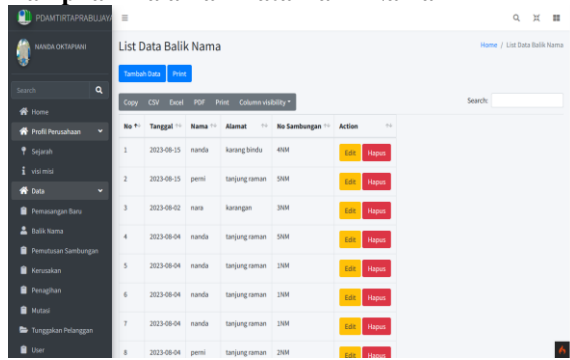 PDAMTIRTAPRABUJAYA
NANDA OKTAPIANI
Search
Home
Profil Perusahaan
Sejarah
visi misi
Data
Pemasangan Baru
Balik Nama
Pemutusan Sambungan
Kerusakan
Penagihan
Mutasi
Tunggakan Pelanggan
User
List Data Balik Nama
Home / List Data Balik Nama
Tambah Data Print
Copy CSV Excel PDF Print Column visibility
Search:
No Tanggal Nama Alamat No Sambungan Action
1 2023-08-15 nanda karang bindu 4NM Edit Hapus
2 2023-08-15 perni tanjung raman 5NM Edit Hapus
3 2023-08-02 nara karangan 3NM Edit Hapus
4 2023-08-04 nanda tanjung raman 5NM Edit Hapus
5 2023-08-04 nanda tanjung raman 1NM Edit Hapus
6 2023-08-04 nanda tanjung raman 1NM Edit Hapus
7 2023-08-04 nanda tanjung raman 1NM Edit Hapus
8 2023-08-04 perni tanjung raman 2NM Edit Hapus